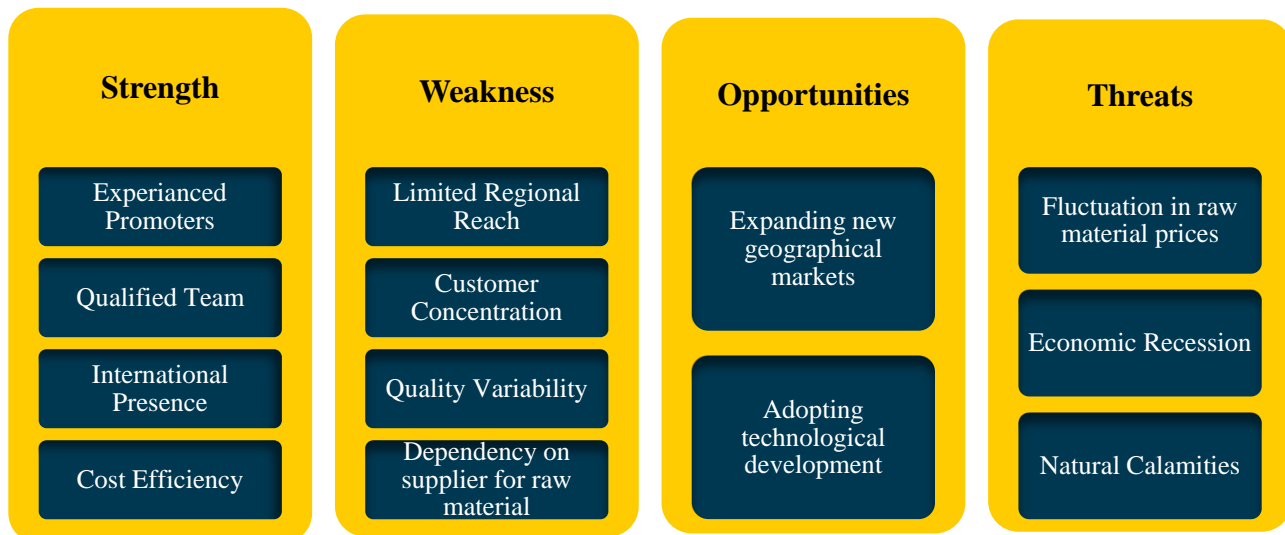 Strength
Experianced
Promoters
Qualified Team
International
Presence
Cost Efficiency
Weakness
Limited Regional
Reach
Customer
Concentration
Quality Variability
Dependency on
supplier for raw
material
Opportunities
Expanding new
geographical
markets
Adopting
technological
development
Threats
Fluctuation in raw
material prices
Economic Recession
Natural Calamities